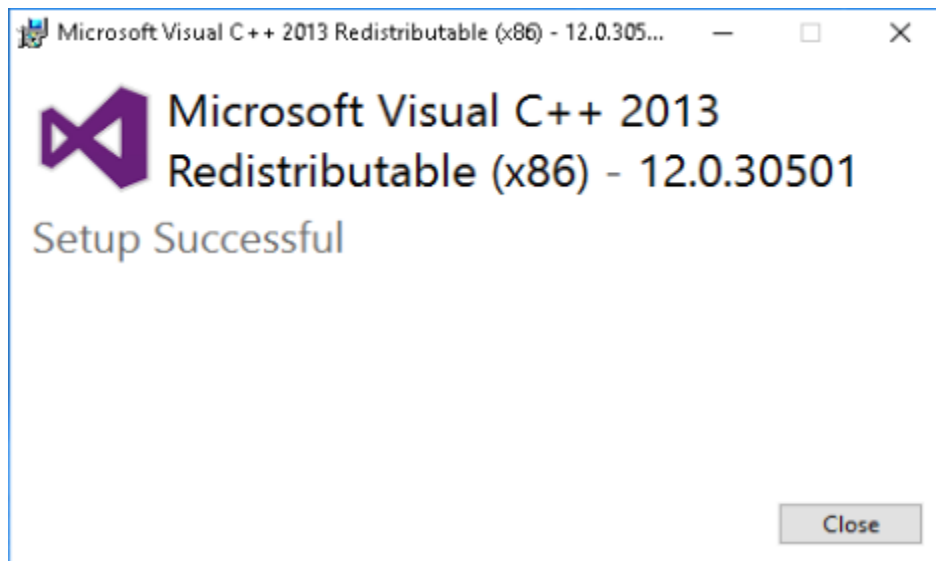 Microsoft Visual C++ 2013 Redistributable (x86) - 12.0.305...
Microsoft Visual C++ 2013
Redistributable (x86) - 12.0.30501
Setup Successful
Close